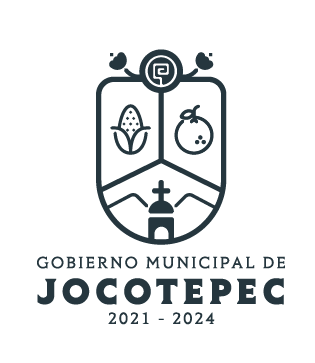 GOBIERNO MUNICIPAL DE
JOCOTEPEC
2021 - 2024